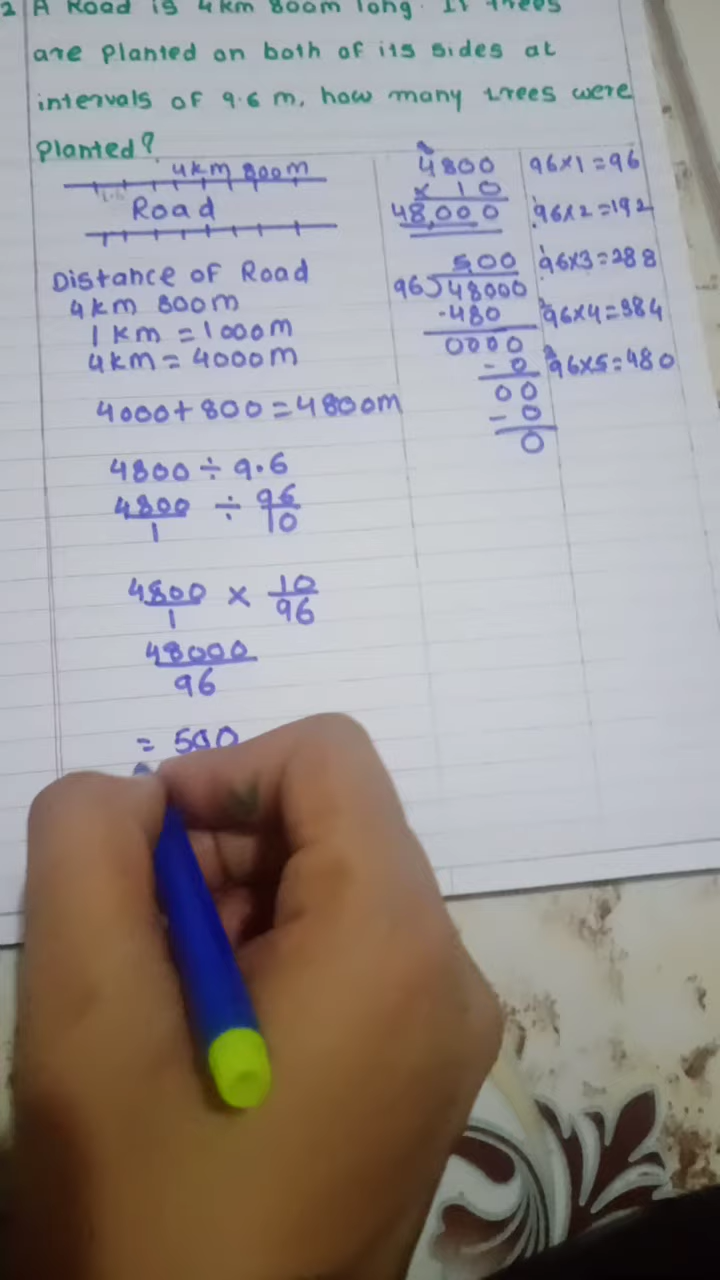 2 A Road is 4km 800m long. If trees
are planted on both of its sides at
intervals of 9.6 m, how many trees were
planted?
4km 800m
Road
Distance of Road
4km 800m
1km = 1000m
4km = 4000m
4000 + 800 = 4800m
4800 ÷ 9.6
4800/1 ÷ 96/10
4800/1 × 10/96
48000/96
= 500
4800
× 10
48,000
500
96)48000
-480
0000
- 0
00
- 0
0
96×1=96
96×2=192
96×3=288
96×4=384
96×5=480